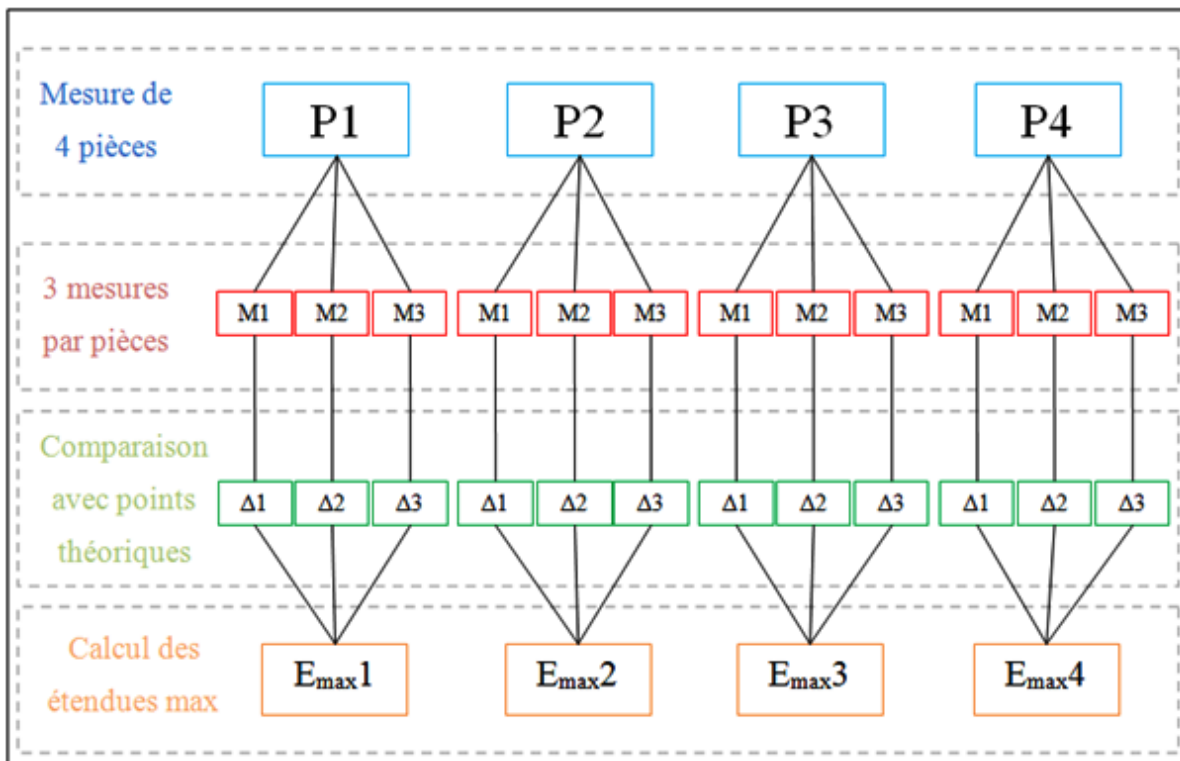 Mesure de
4 pièces
P1 P2 P3 P4
3 mesures
par pièces
M1 M2 M3 M1 M2 M3 M1 M2 M3 M1 M2 M3
Comparaison
avec points
théoriques
Δ1 Δ2 Δ3 Δ1 Δ2 Δ3 Δ1 Δ2 Δ3 Δ1 Δ2 Δ3
Calcul des
étendues max
Emax1 Emax2 Emax3 Emax4